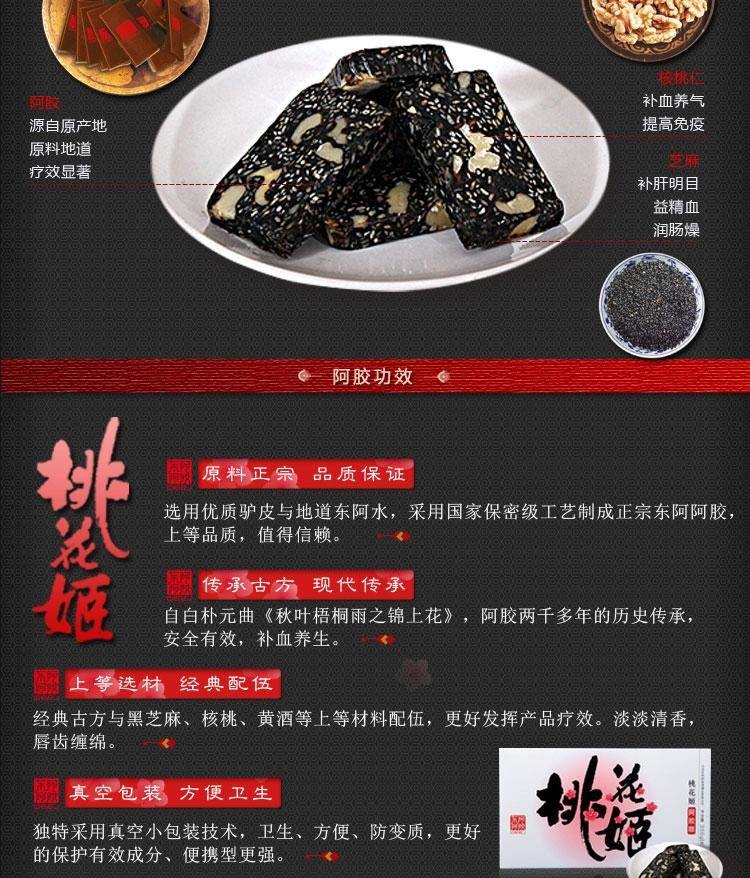 阿胶
源自原产地
原料地道
疗效显著
核桃仁
补血养气
提高免疫
芝麻
补肝明目
益精血
润肠燥
阿胶功效
桃花姬
原料正宗 品质保证
选用优质驴皮与地道东阿水，采用国家保密级工艺制成正宗东阿阿胶，
上等品质，值得信赖。
传承古方 现代传承
自白朴元曲《秋叶梧桐雨之锦上花》，阿胶两千多年的历史传承，
安全有效，补血养生。
上等选材 经典配伍
经典古方与黑芝麻、核桃、黄酒等上等材料配伍，更好发挥产品疗效。淡淡清香，
唇齿缠绵。
真空包装 方便卫生
独特采用真空小包装技术，卫生、方便、防变质，更好
的保护有效成分、便携型更强。
桃花姬
桃花姬
阿胶糕